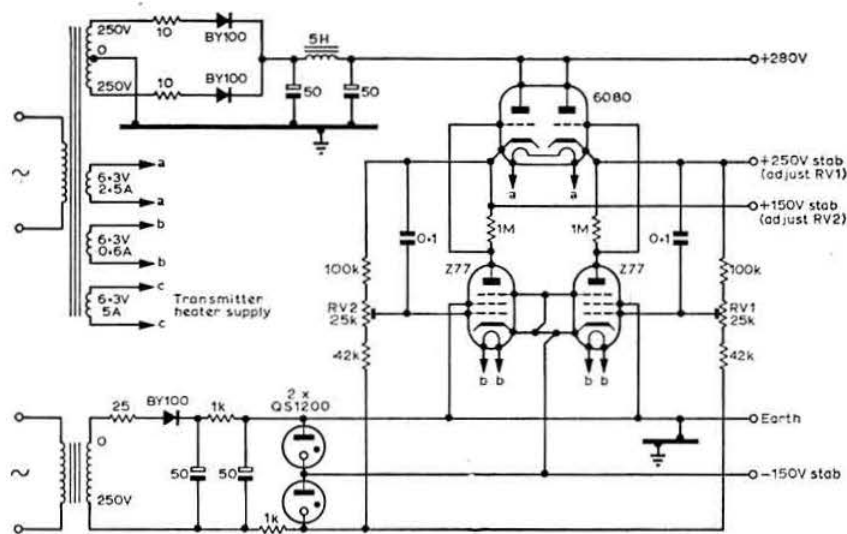 250V
0
250V
10
10
BY100
BY100
5H
50
50
+280V
6080
6·3V
2·5A
a
a
6·3V
0·6A
b
b
6·3V
5A
c
c
Transmitter
heater supply
a
a
+250V stab
(adjust RV1)
+150V stab
(adjust RV2)
0·1
1M
1M
0·1
100k
Z77
Z77
100k
RV2
25k
RV1
25k
42k
b
b
b
b
42k
25
BY100
1k
2 x
QS1200
Earth
0
250V
50
50
1k
-150V stab